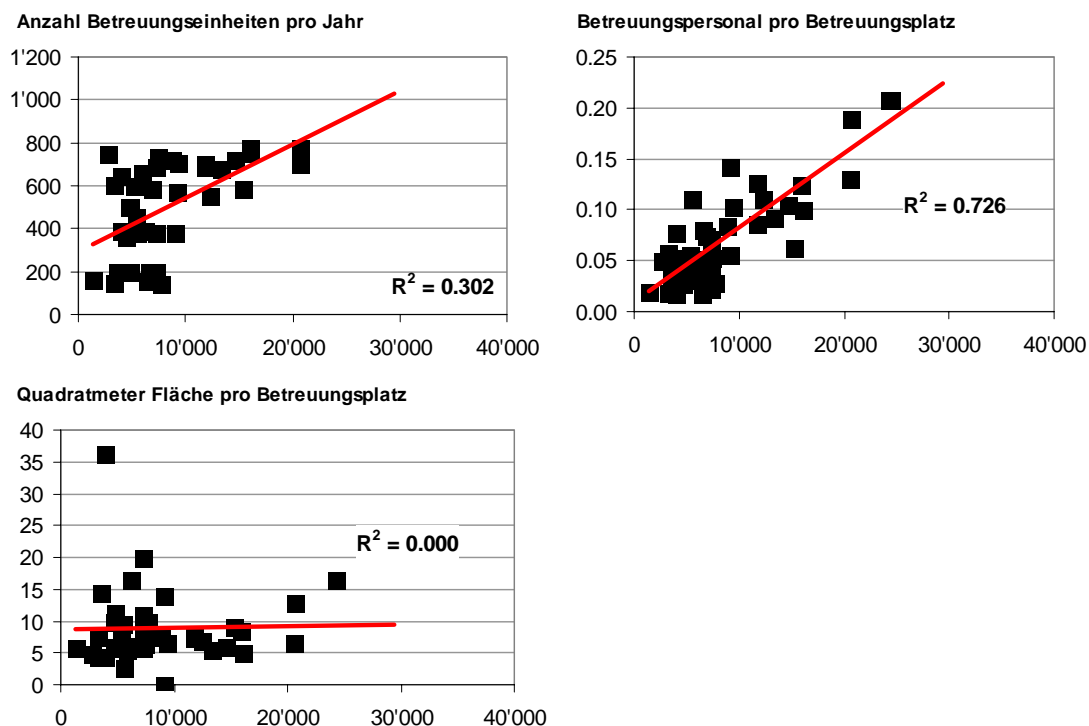 Anzahl Betreuungseinheiten pro Jahr
1'200
1'000
800
600
400
200
0
R² = 0.302
0 10'000 20'000 30'000 40'000
Betreuungspersonal pro Betreuungsplatz
0.25
0.20
0.15
0.10
0.05
0.00
R² = 0.726
0 10'000 20'000 30'000 40'000
Quadratmeter Fläche pro Betreuungsplatz
40
35
30
25
20
15
10
5
0
R² = 0.000
0 10'000 20'000 30'000 40'000